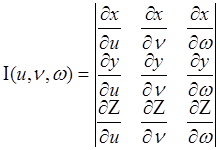 I(u,ν,ω) = | ∂x/∂u ∂x/∂ν ∂x/∂ω |
| ∂y/∂u ∂y/∂ν ∂y/∂ω |
| ∂Z/∂u ∂Z/∂ν ∂Z/∂ω |